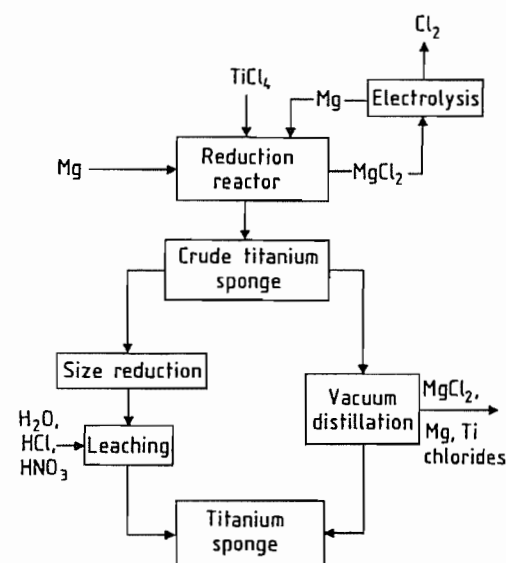 Cl₂
TiCl₄
Mg
Electrolysis
Mg
Reduction
reactor
MgCl₂
Crude titanium
sponge
Size reduction
Vacuum
distillation
MgCl₂,
Mg, Ti
chlorides
H₂O,
HCl,
HNO₃
Leaching
Titanium
sponge